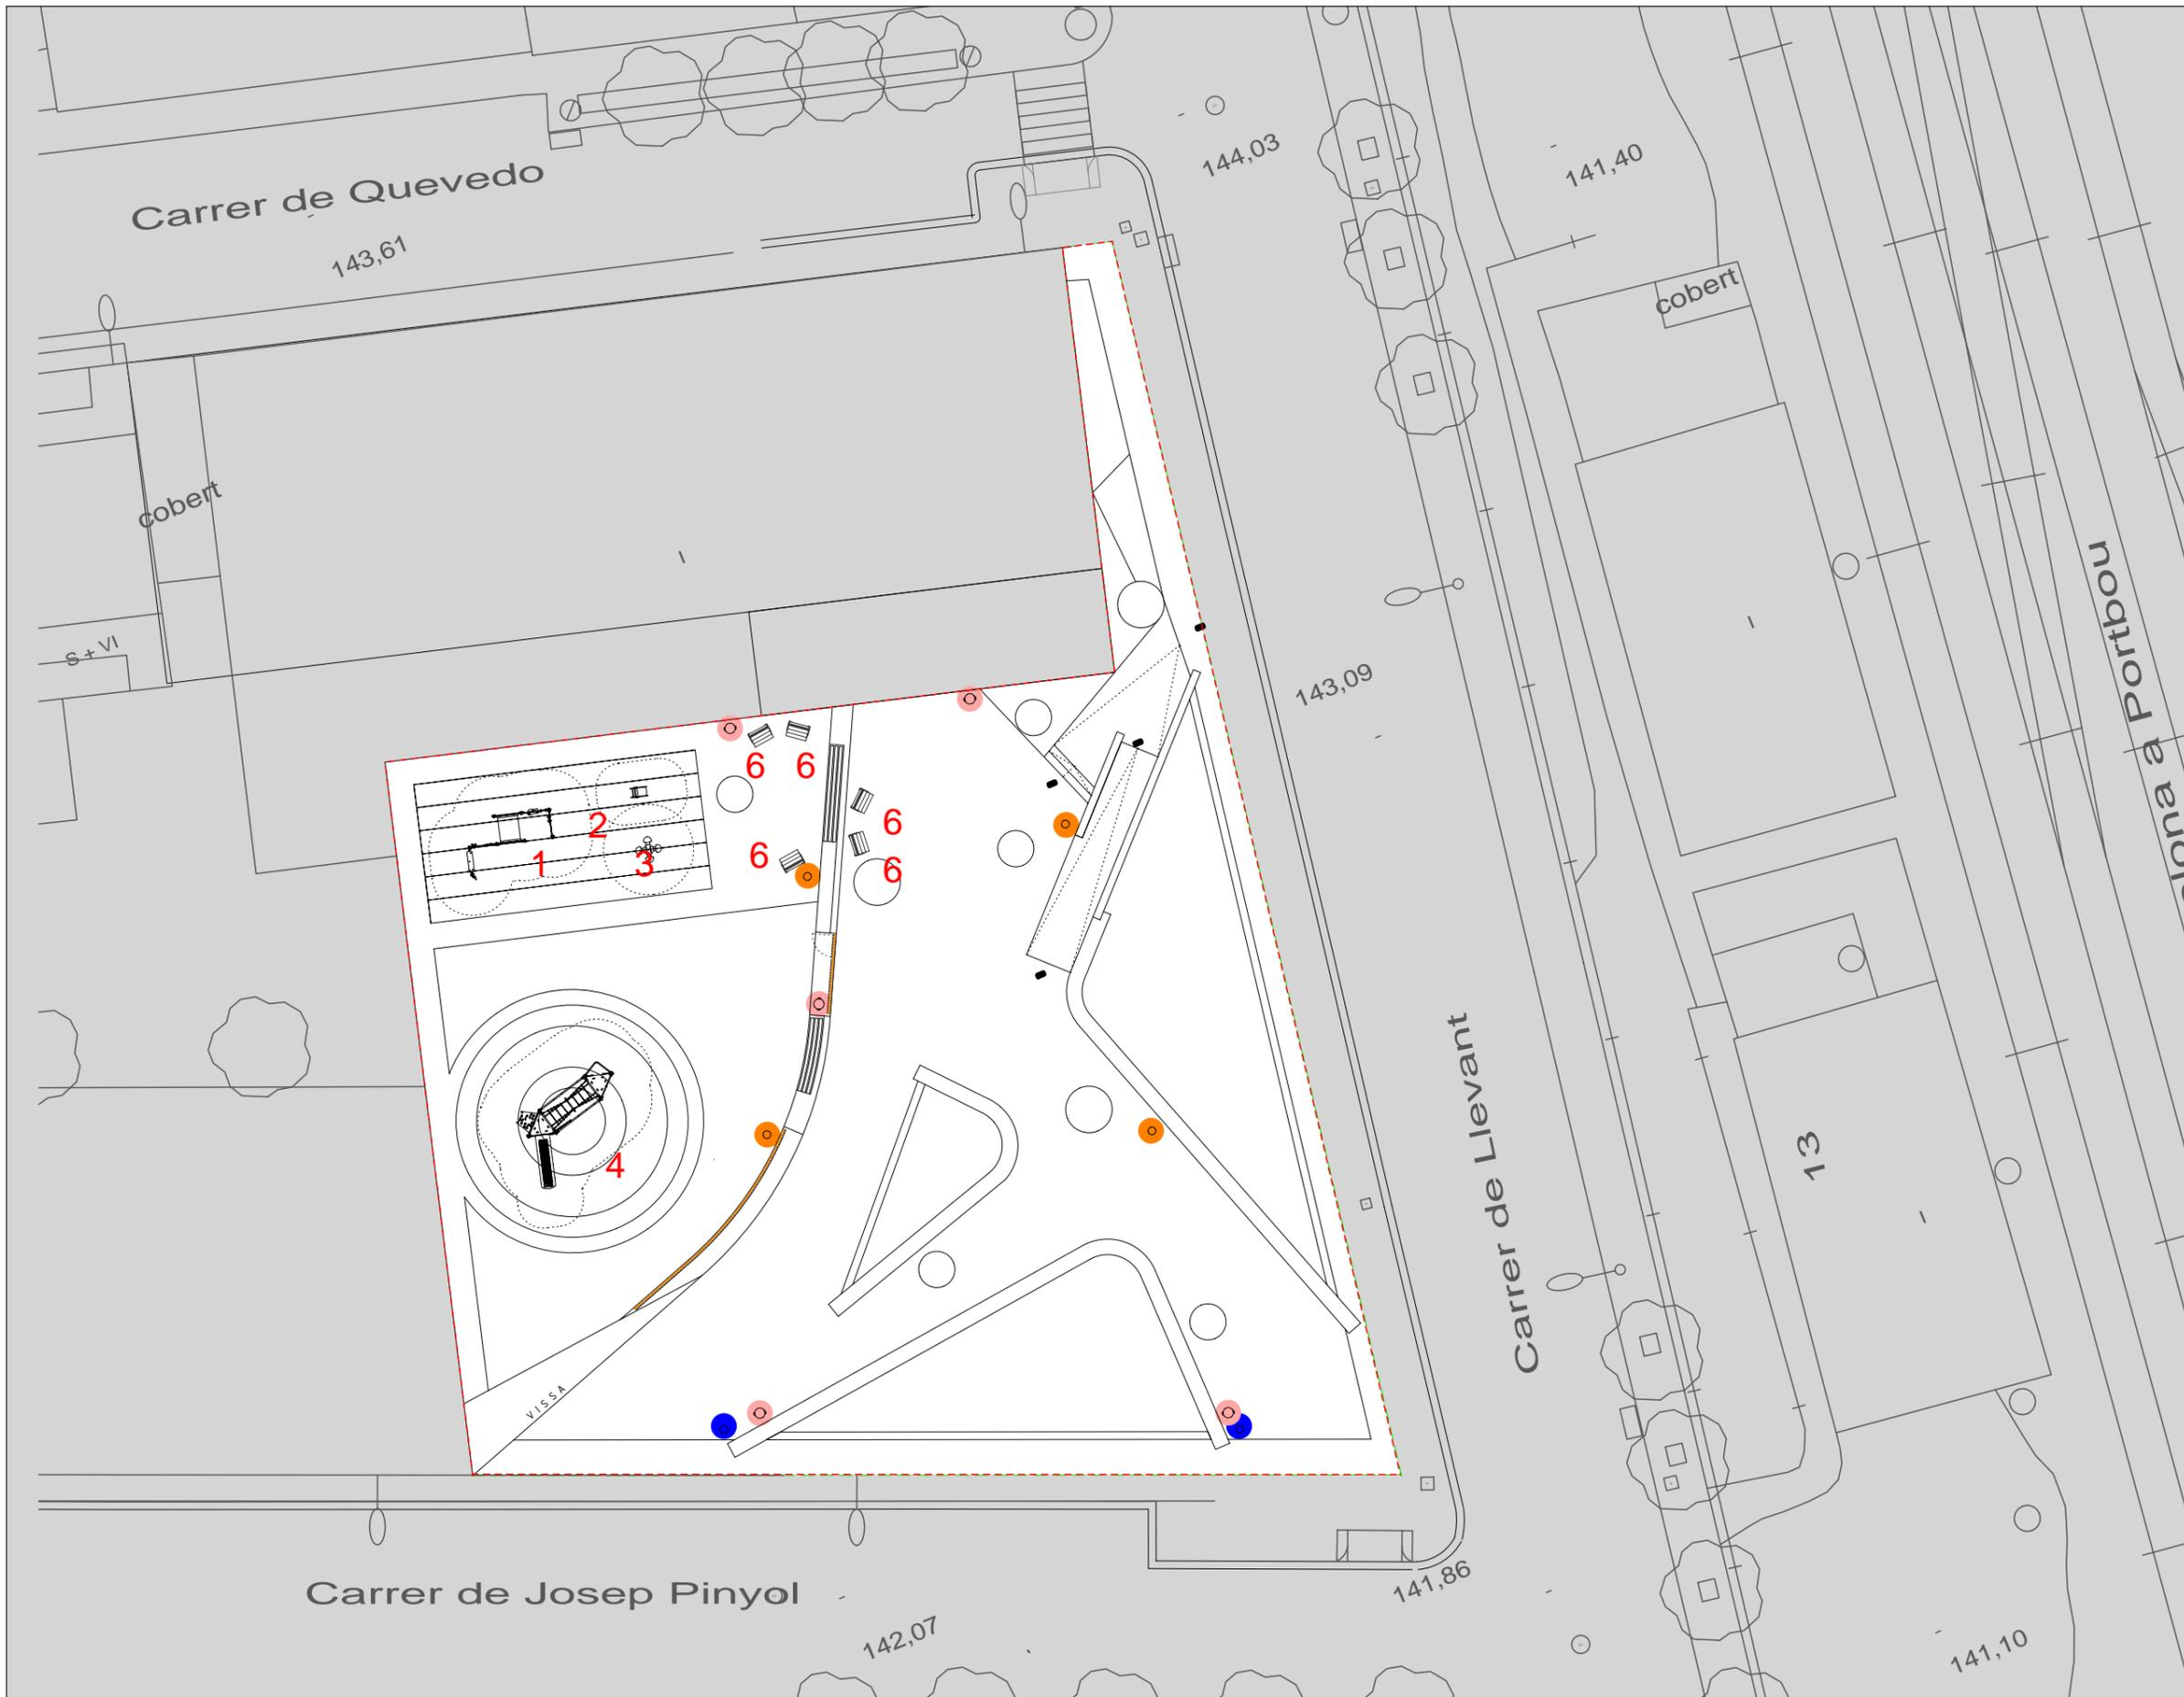 144,03
141,40
Carrer de Quevedo
143,61
cobert
cobert
I
I
S + VI
143,09
6 6
2
6
1
3
6
6
4
Carrer de Llevant
13
I
VISSA
141,86
Carrer de Josep Pinyol
142,07
141,10
a Portbou